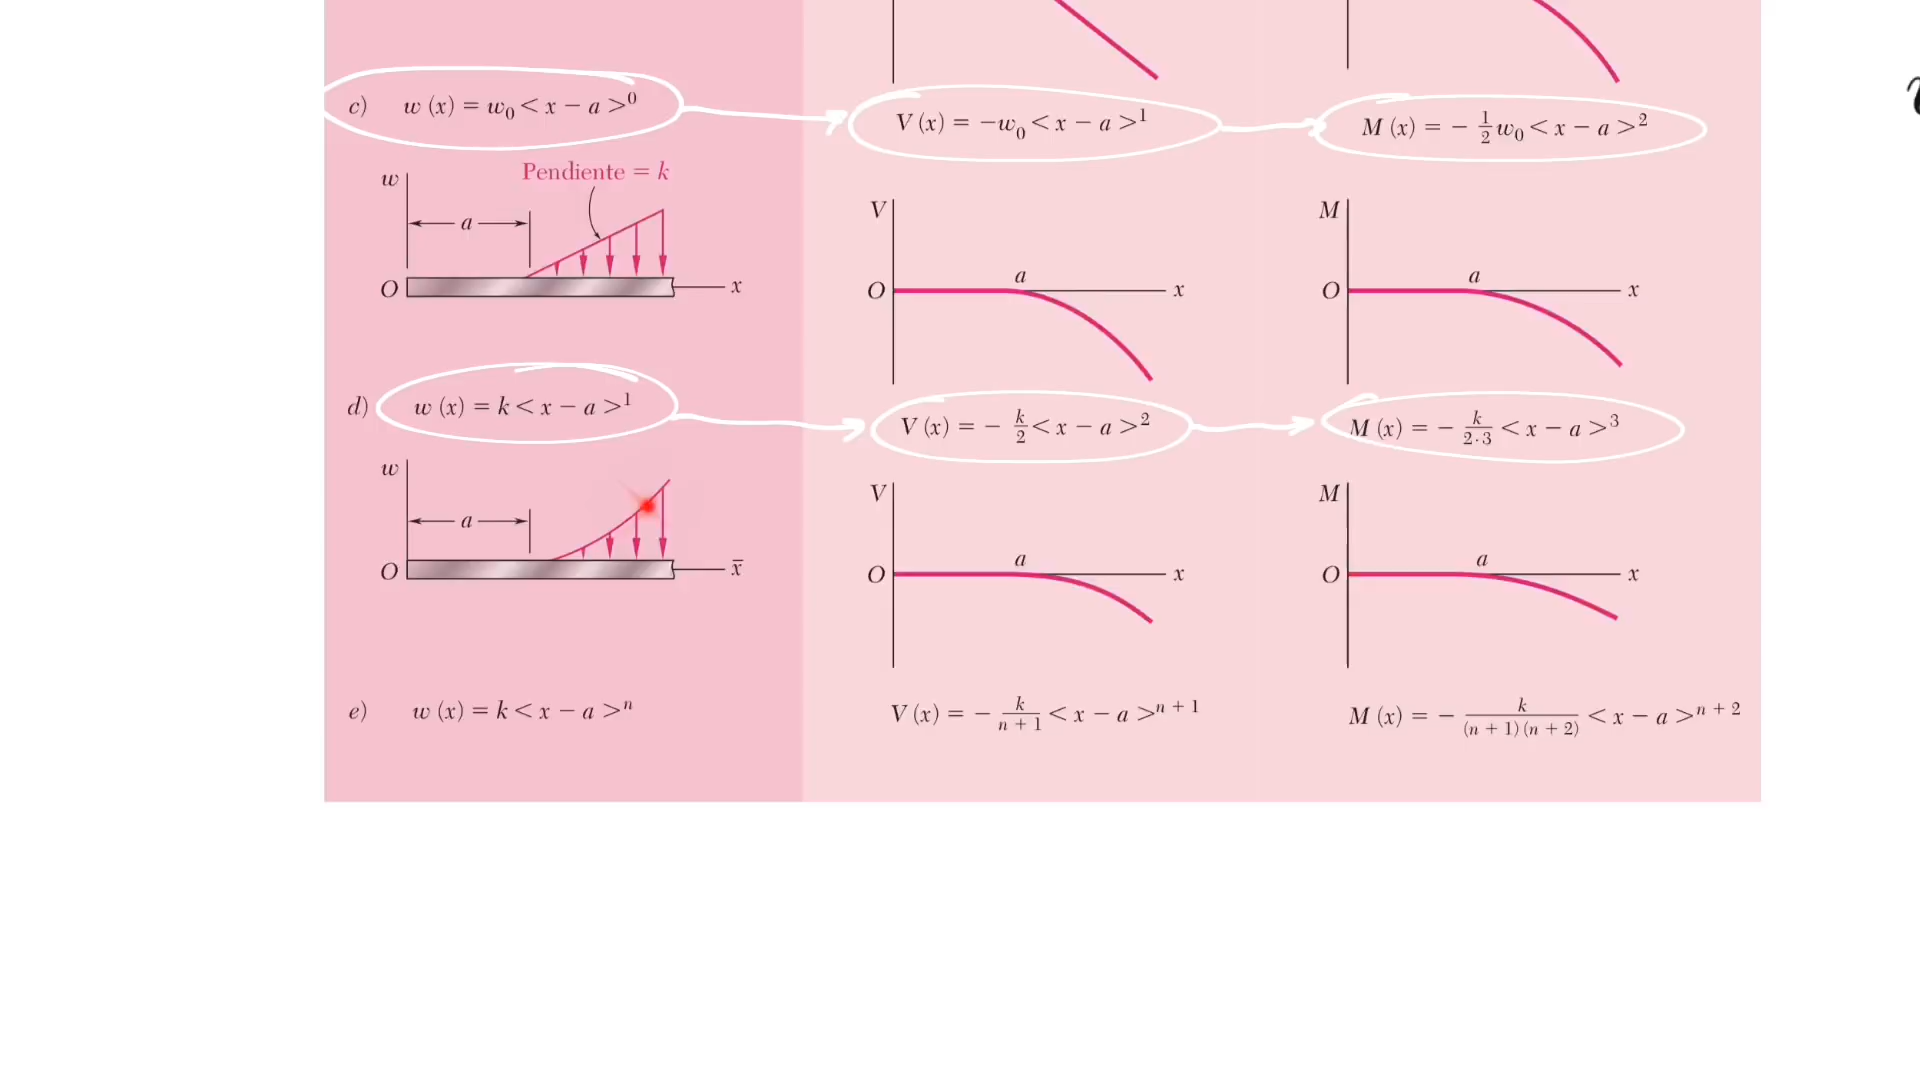 c) w (x) = w₀ < x − a >⁰
V (x) = −w₀ < x − a >¹
M (x) = − 1/2 w₀ < x − a >²
w
Pendiente = k
a
O
x
V
a
O
x
M
a
O
x
d) w (x) = k < x − a >¹
V (x) = − k/2 < x − a >²
M (x) = − k/2·3 < x − a >³
w
a
O
x̄
V
a
O
x
M
a
O
x
e) w (x) = k < x − a >ⁿ
V (x) = − k/n + 1 < x − a >ⁿ ⁺ ¹
M (x) = − k/(n + 1) (n + 2) < x − a >ⁿ ⁺ ²